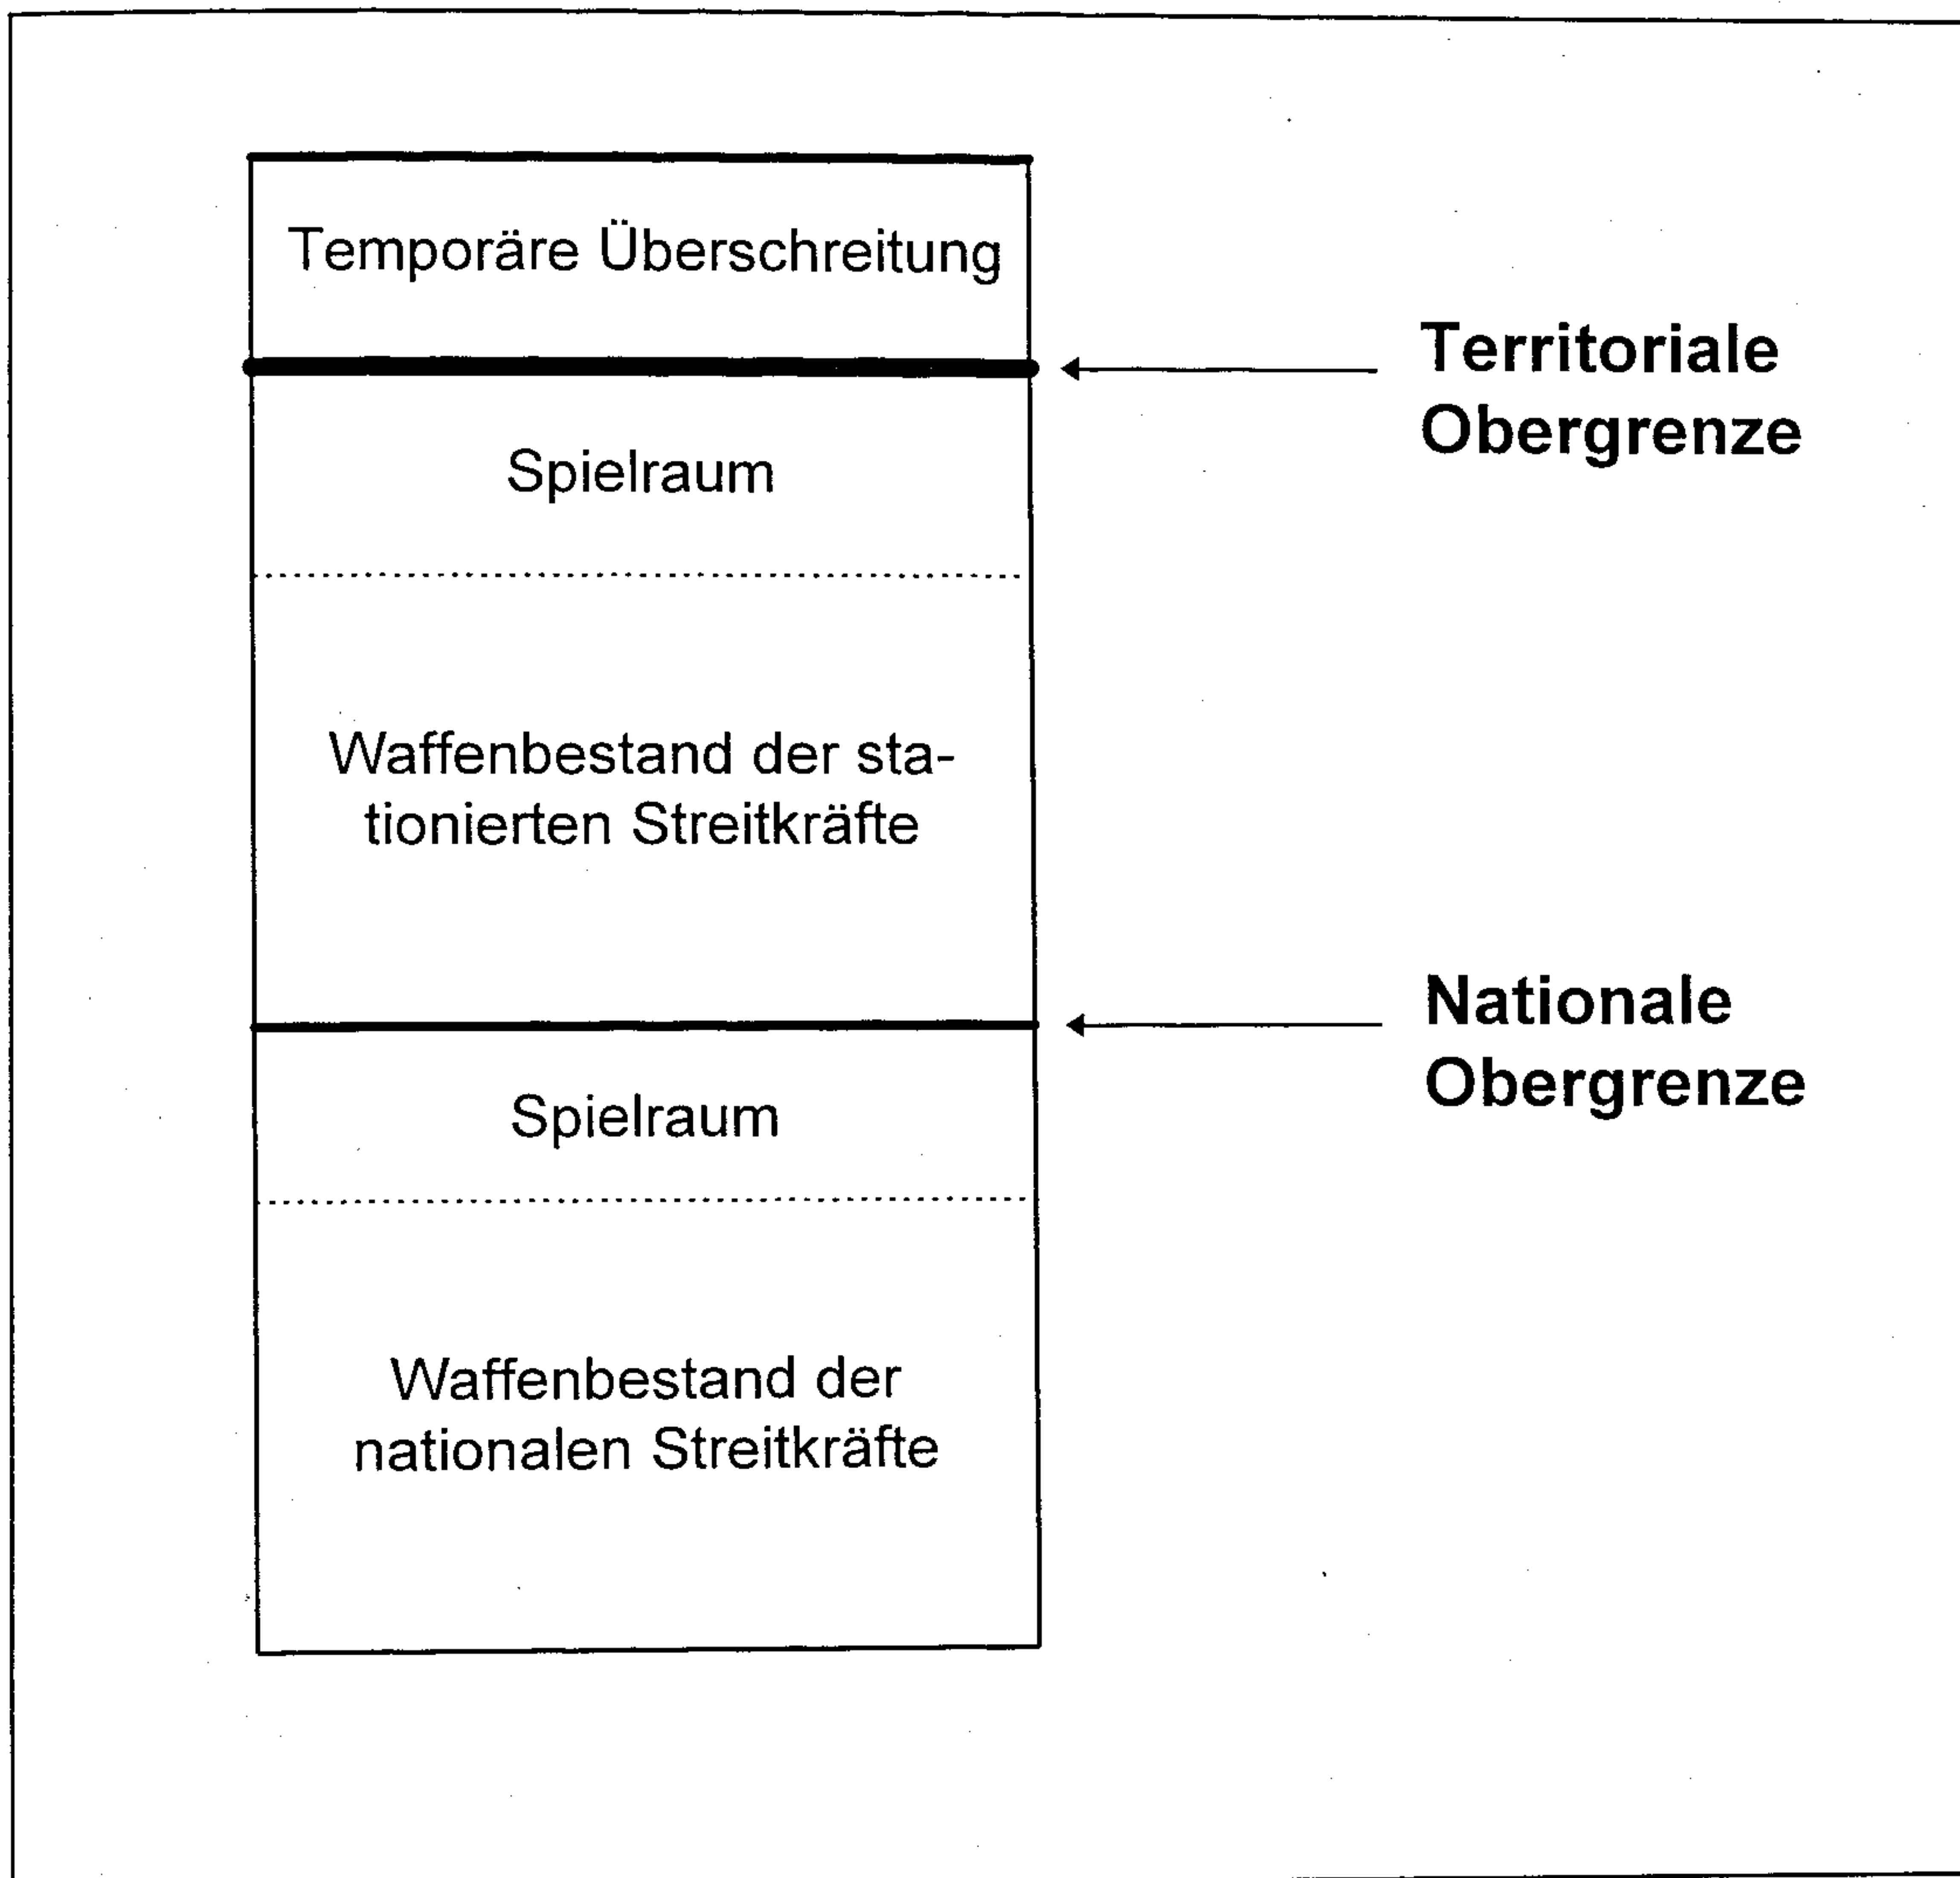 Temporäre Überschreitung
Territoriale
Obergrenze
Spielraum
Waffenbestand der sta-
tionierten Streitkräfte
Nationale
Obergrenze
Spielraum
Waffenbestand der
nationalen Streitkräfte